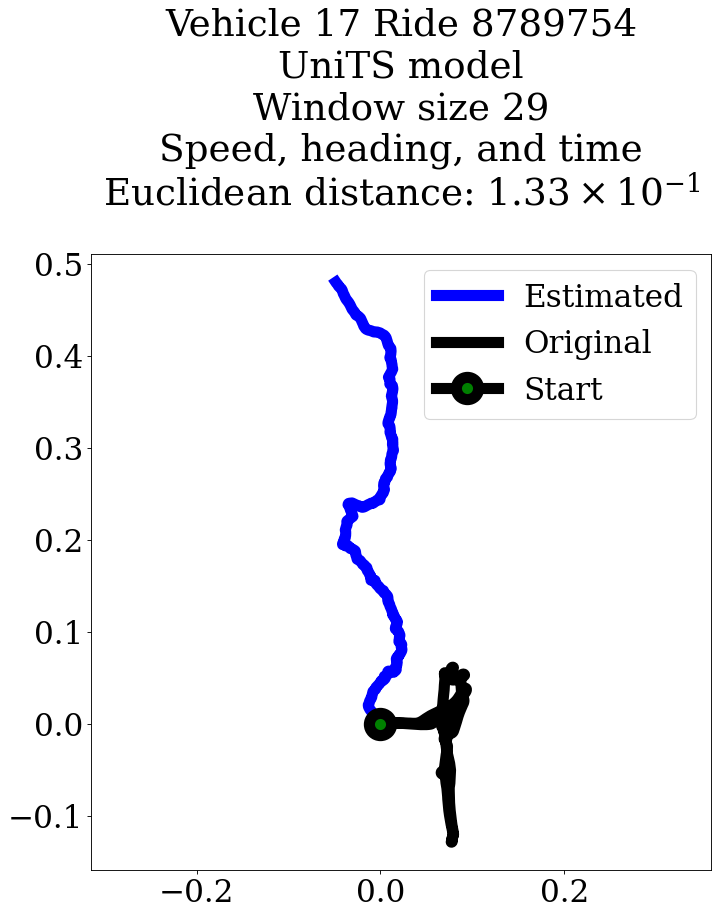 Vehicle 17 Ride 8789754
UniTS model
Window size 29
Speed, heading, and time
Euclidean distance: $1.33 \times 10^{-1}$
0.5
0.4
0.3
0.2
0.1
0.0
−0.1
−0.2
0.0
0.2
Estimated
Original
Start